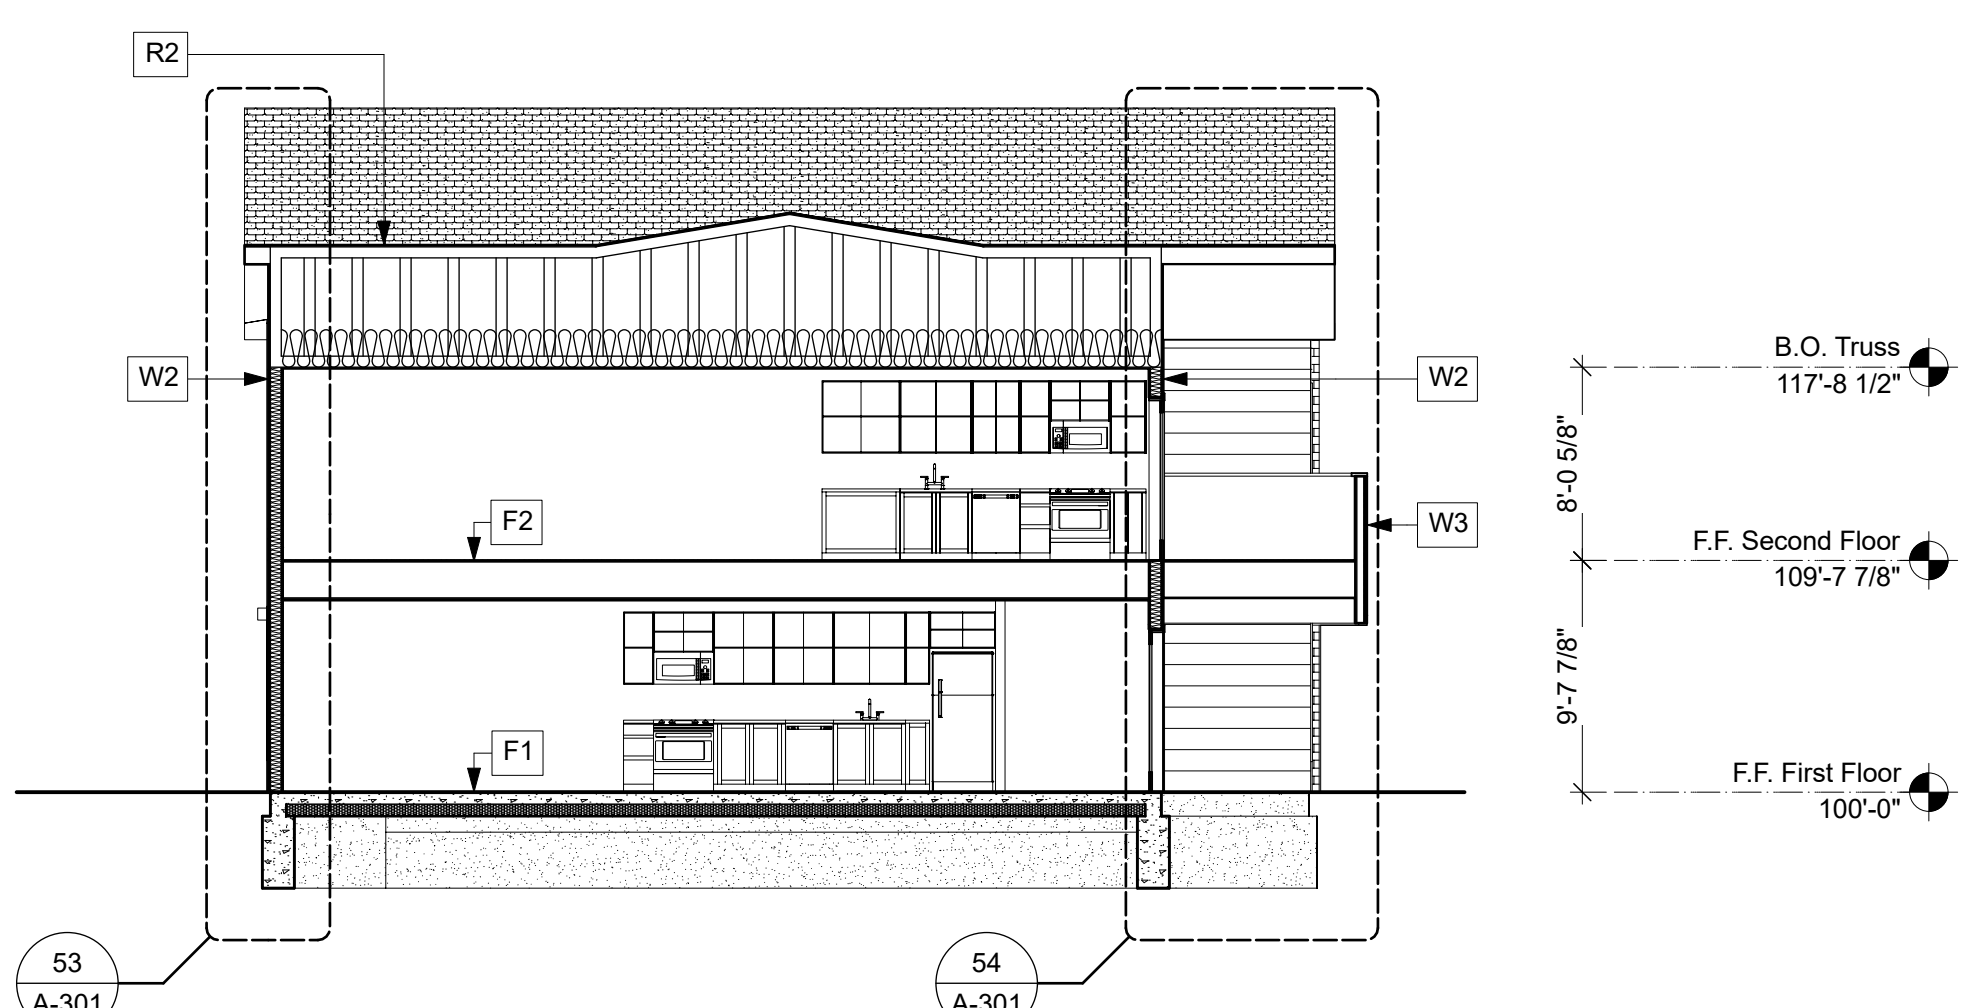 R2
W2
W2
B.O. Truss
117'-8 1/2"
8'-0 5/8"
F2
W3
F.F. Second Floor
109'-7 7/8"
9'-7 7/8"
F1
F.F. First Floor
100'-0"
53
A-301
54
A-301